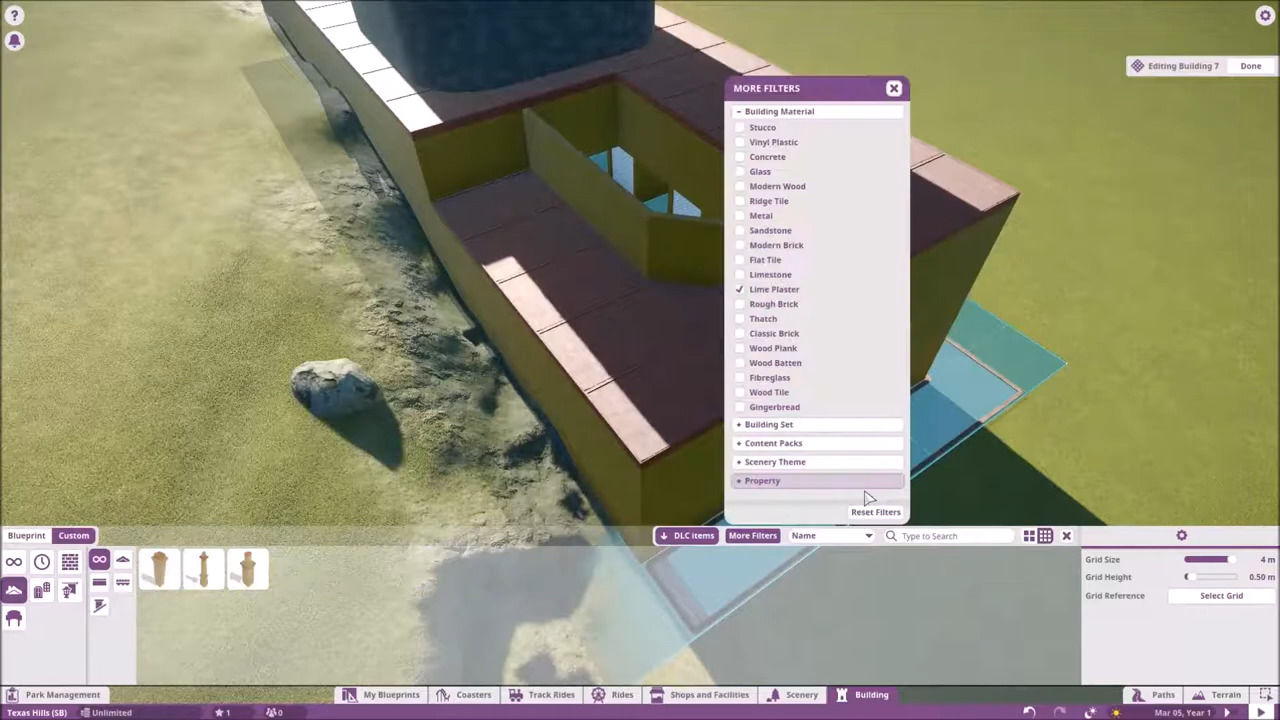 ?
Editing Building 7 Done
MORE FILTERS
- Building Material
Stucco
Vinyl Plastic
Concrete
Glass
Modern Wood
Ridge Tile
Metal
Sandstone
Modern Brick
Flat Tile
Limestone
Lime Plaster
Rough Brick
Thatch
Classic Brick
Wood Plank
Wood Batten
Fibreglass
Wood Tile
Gingerbread
+ Building Set
+ Content Packs
+ Scenery Theme
+ Property
Reset Filters
Blueprint Custom DLC items More Filters Name Type to Search
Grid Size 4 m
Grid Height 0.50 m
Grid Reference Select Grid
Park Management My Blueprints Coasters Track Rides Rides Shops and Facilities Scenery Building Paths Terrain
Texas Hills (SB) Unlimited 1 0 Mar 05, Year 1